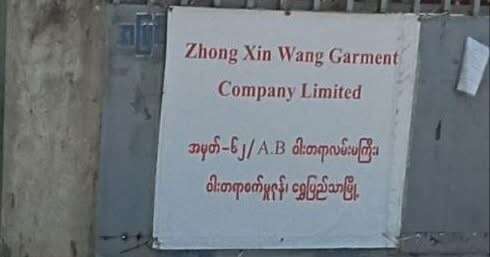 Zhong Xin Wang Garment
Company Limited
အမှတ်-၆၂/A.B ဝါးတရာလမ်းမကြီး၊
ဝါးတရာစက်မှုဇုန်၊ ရွှေပြည်သာမြို့